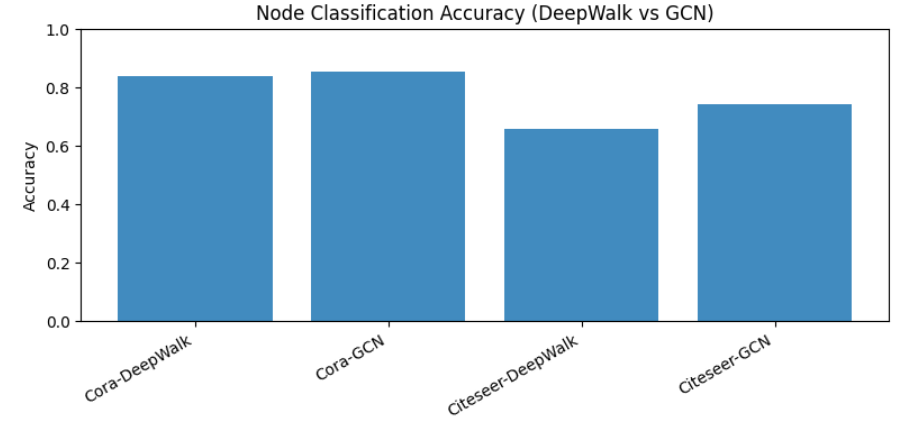 Node Classification Accuracy (DeepWalk vs GCN)
1.0
0.8
0.6
0.4
0.2
0.0
Accuracy
Cora-DeepWalk
Cora-GCN
Citeseer-DeepWalk
Citeseer-GCN